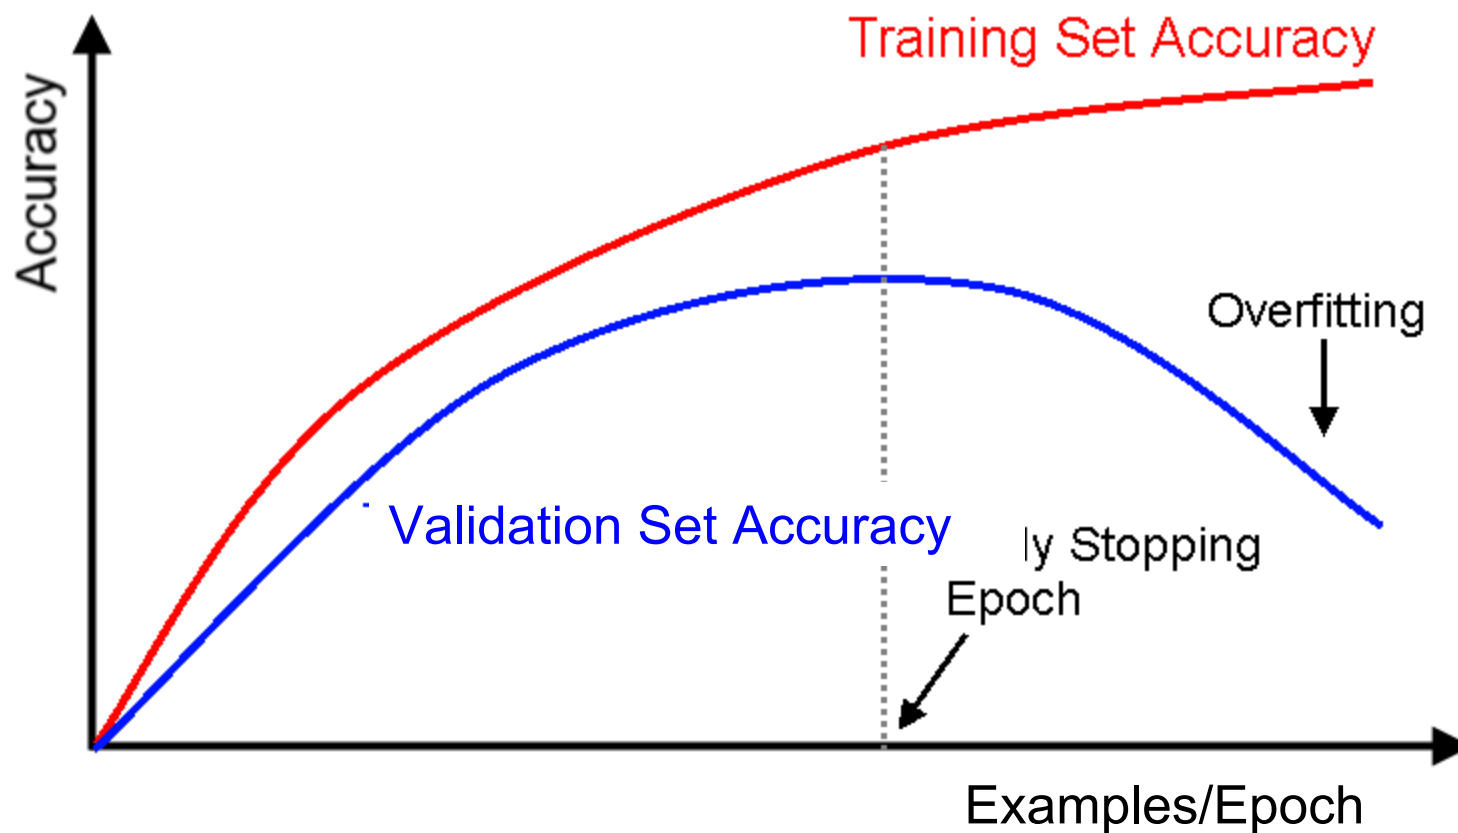 Training Set Accuracy
Accuracy
Overfitting
Validation Set Accuracy
ly Stopping
Epoch
Examples/Epoch